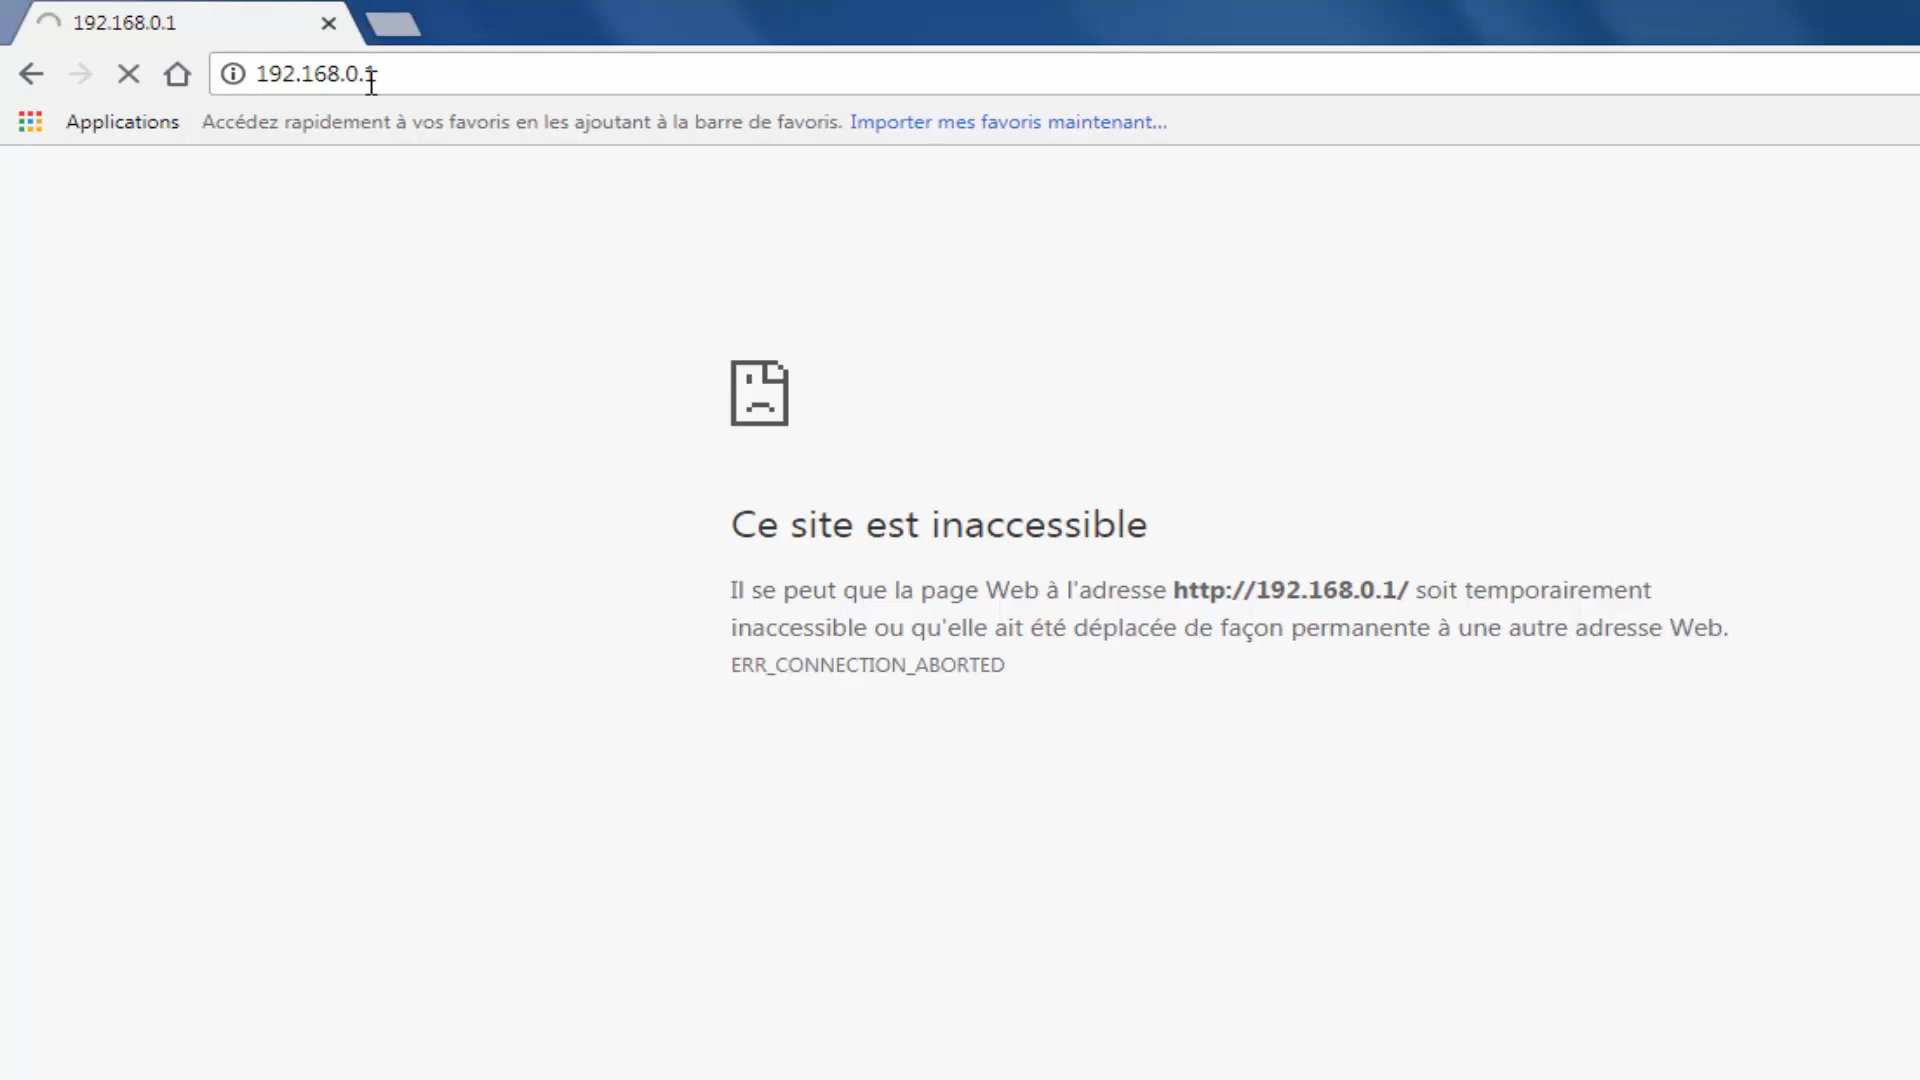 192.168.0.1
192.168.0.1
Applications Accédez rapidement à vos favoris en les ajoutant à la barre de favoris. Importer mes favoris maintenant...
Ce site est inaccessible
Il se peut que la page Web à l'adresse http://192.168.0.1/ soit temporairement
inaccessible ou qu'elle ait été déplacée de façon permanente à une autre adresse Web.
ERR_CONNECTION_ABORTED